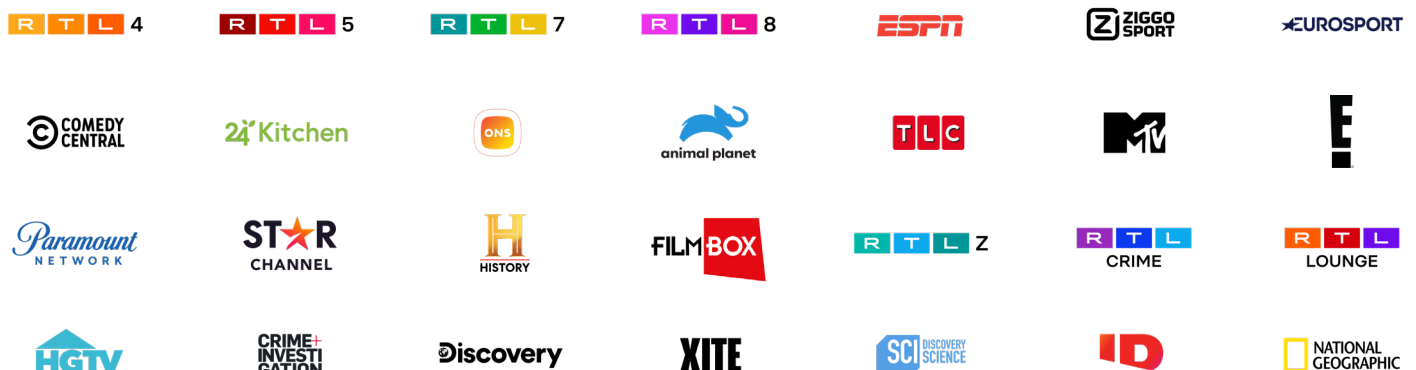 RTL 4
RTL 5
RTL 7
RTL 8
ESPN
ZIGGO
SPORT
EUROSPORT
COMEDY
CENTRAL
24Kitchen
ONS
animal planet
TLC
MTV
E!
Paramount
NETWORK
STAR
CHANNEL
H
HISTORY
FILMBOX
RTL Z
RTL
CRIME
RTL
LOUNGE
HGTV
CRIME+
INVESTI
GATION
Discovery
XITE
SCI DISCOVERY
SCIENCE
ID
NATIONAL
GEOGRAPHIC